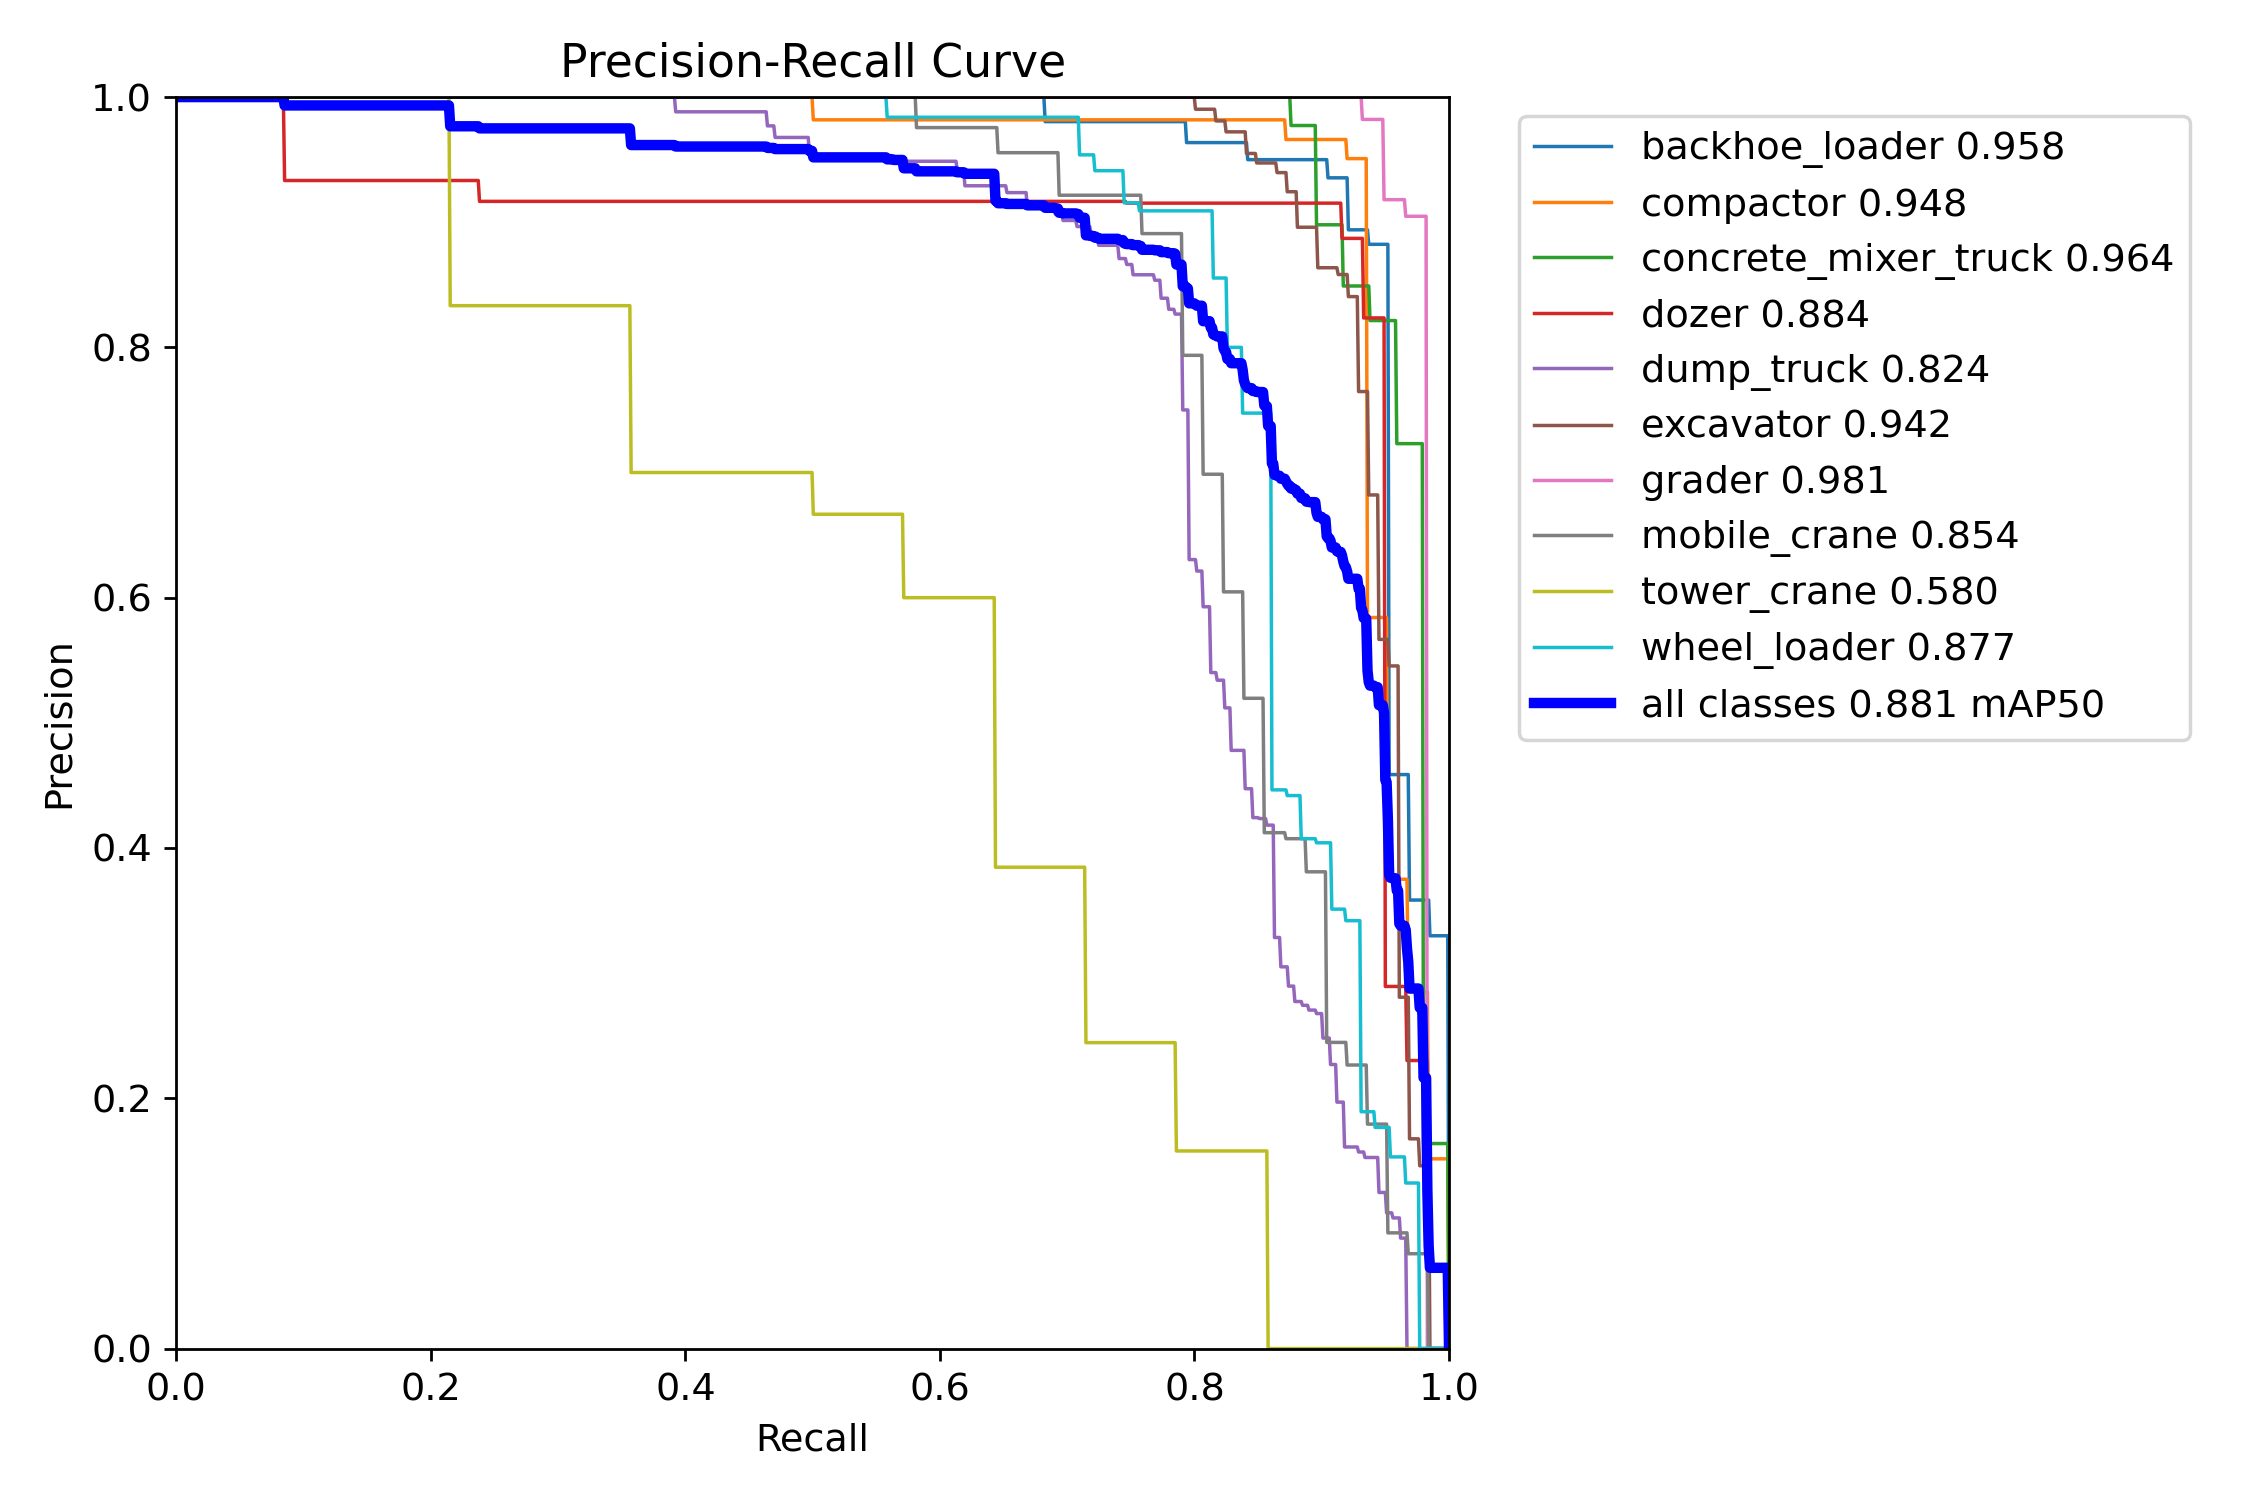 Precision-Recall Curve
1.0
0.8
0.6
0.4
0.2
0.0
Precision
0.0 0.2 0.4 0.6 0.8 1.0
Recall
backhoe_loader 0.958
compactor 0.948
concrete_mixer_truck 0.964
dozer 0.884
dump_truck 0.824
excavator 0.942
grader 0.981
mobile_crane 0.854
tower_crane 0.580
wheel_loader 0.877
all classes 0.881 mAP50